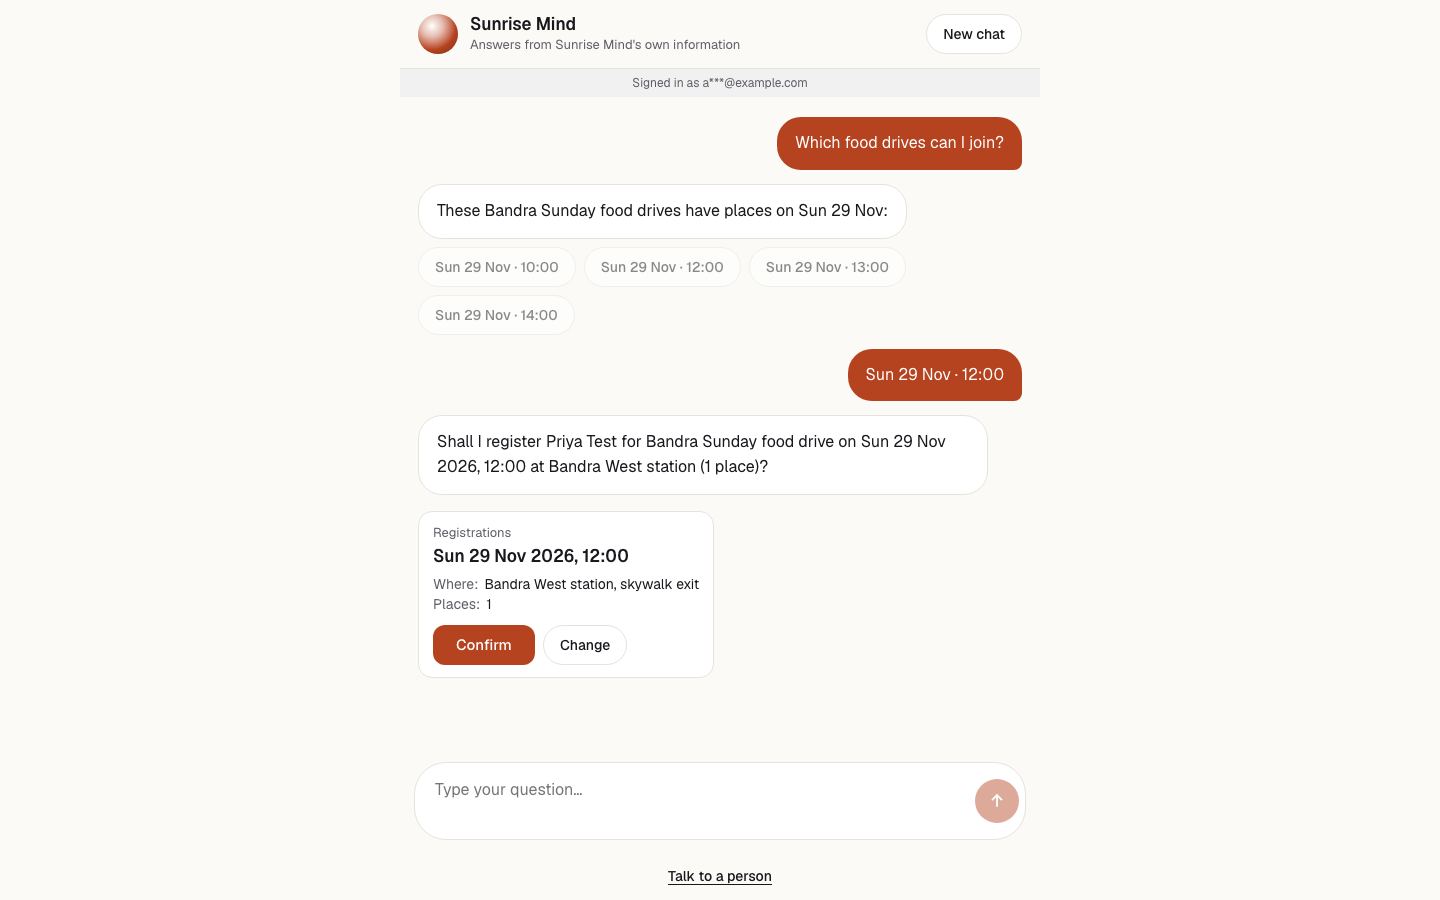 Sunrise Mind
Answers from Sunrise Mind's own information
New chat
Signed in as a***@example.com
Which food drives can I join?
These Bandra Sunday food drives have places on Sun 29 Nov:
Sun 29 Nov · 10:00
Sun 29 Nov · 12:00
Sun 29 Nov · 13:00
Sun 29 Nov · 14:00
Sun 29 Nov · 12:00
Shall I register Priya Test for Bandra Sunday food drive on Sun 29 Nov
2026, 12:00 at Bandra West station (1 place)?
Registrations
Sun 29 Nov 2026, 12:00
Where: Bandra West station, skywalk exit
Places: 1
Confirm
Change
Type your question...
Talk to a person